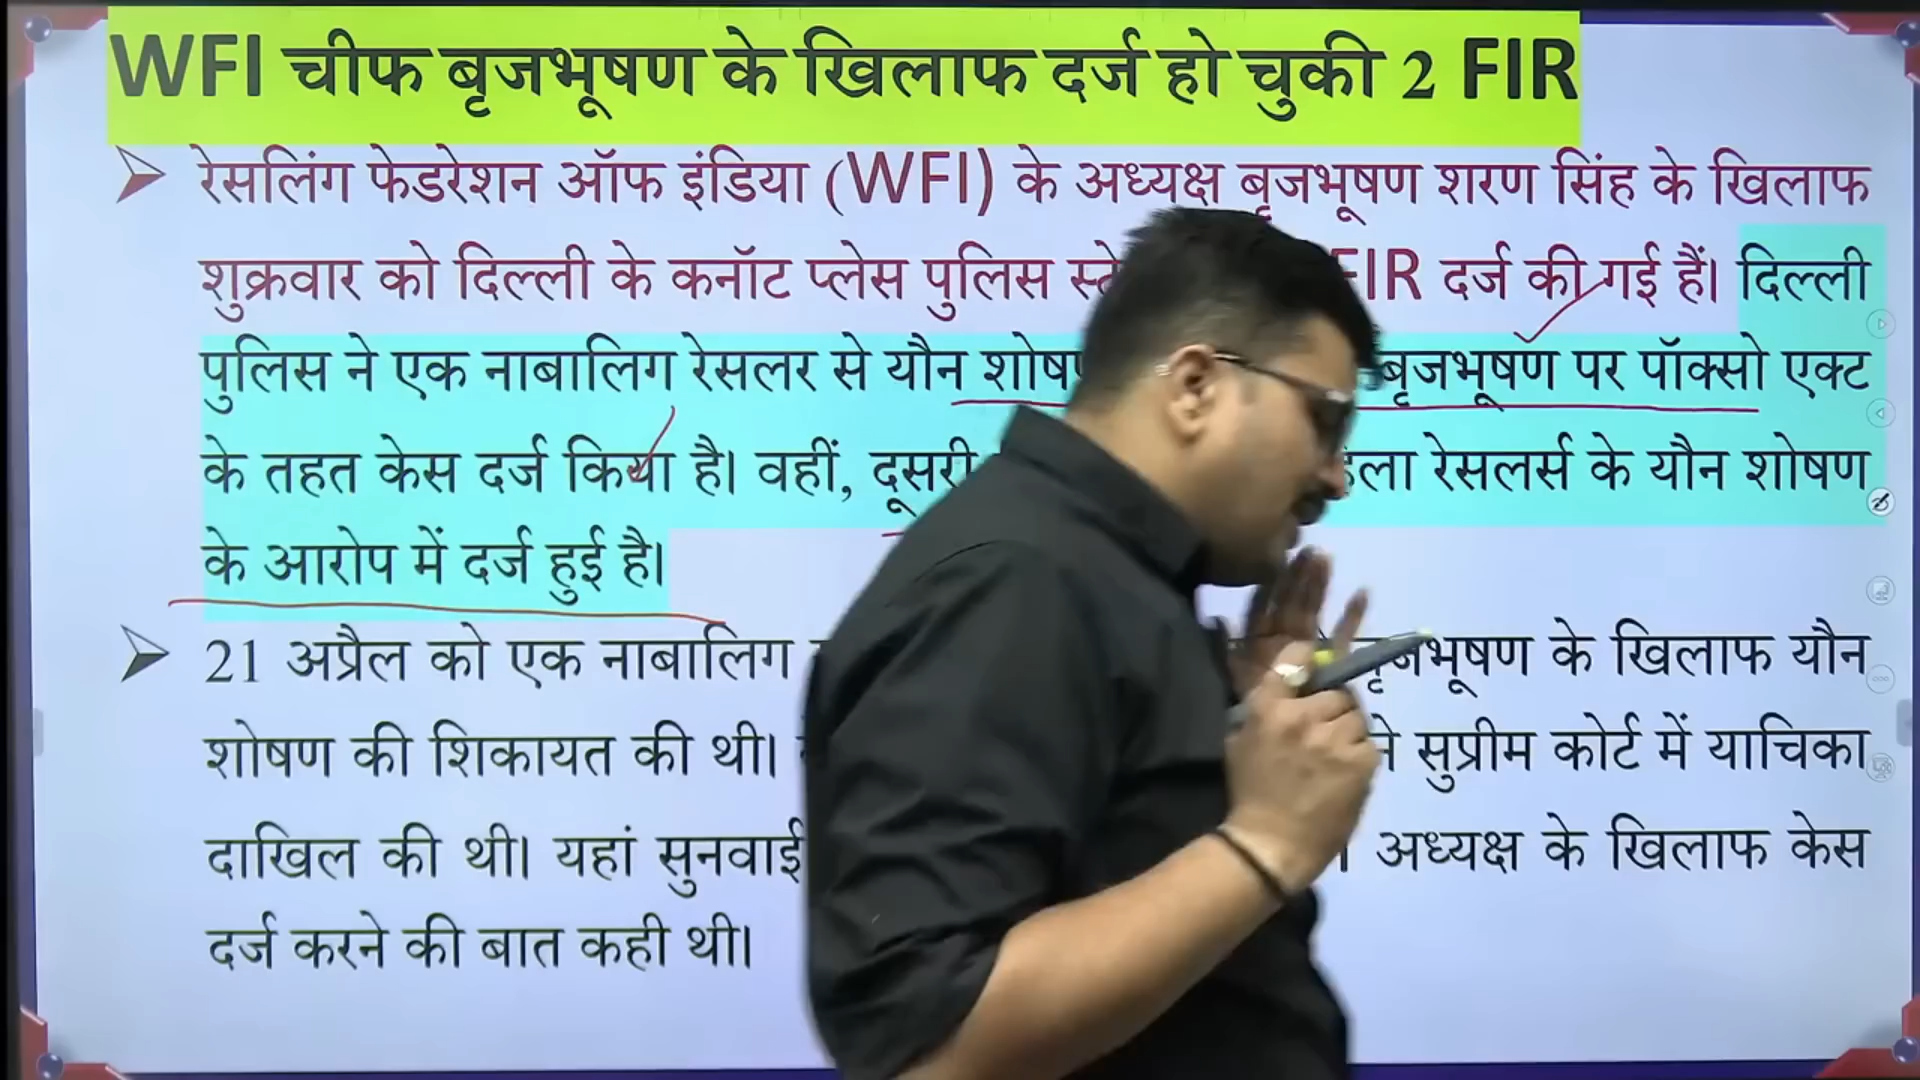 WFI चीफ बृजभूषण के खिलाफ दर्ज हो चुकी 2 FIR
रेसलिंग फेडरेशन ऑफ इंडिया (WFI) के अध्यक्ष बृजभूषण शरण सिंह के खिलाफ
शुक्रवार को दिल्ली के कनॉट प्लेस पुलिस FIR दर्ज की गई हैं। दिल्ली
पुलिस ने एक नाबालिग रेसलर से यौन बृजभूषण पर पॉक्सो एक्ट
के तहत केस दर्ज किया है। वहीं, दूसरी रेसलर्स के यौन शोषण
के आरोप में दर्ज हुई है।
21 अप्रैल को एक नाबालिग बृजभूषण के खिलाफ यौन
शोषण की शिकायत की थी। सुप्रीम कोर्ट में याचिका
दाखिल की थी। यहां सुनवाई अध्यक्ष के खिलाफ केस
दर्ज करने की बात कही थी।